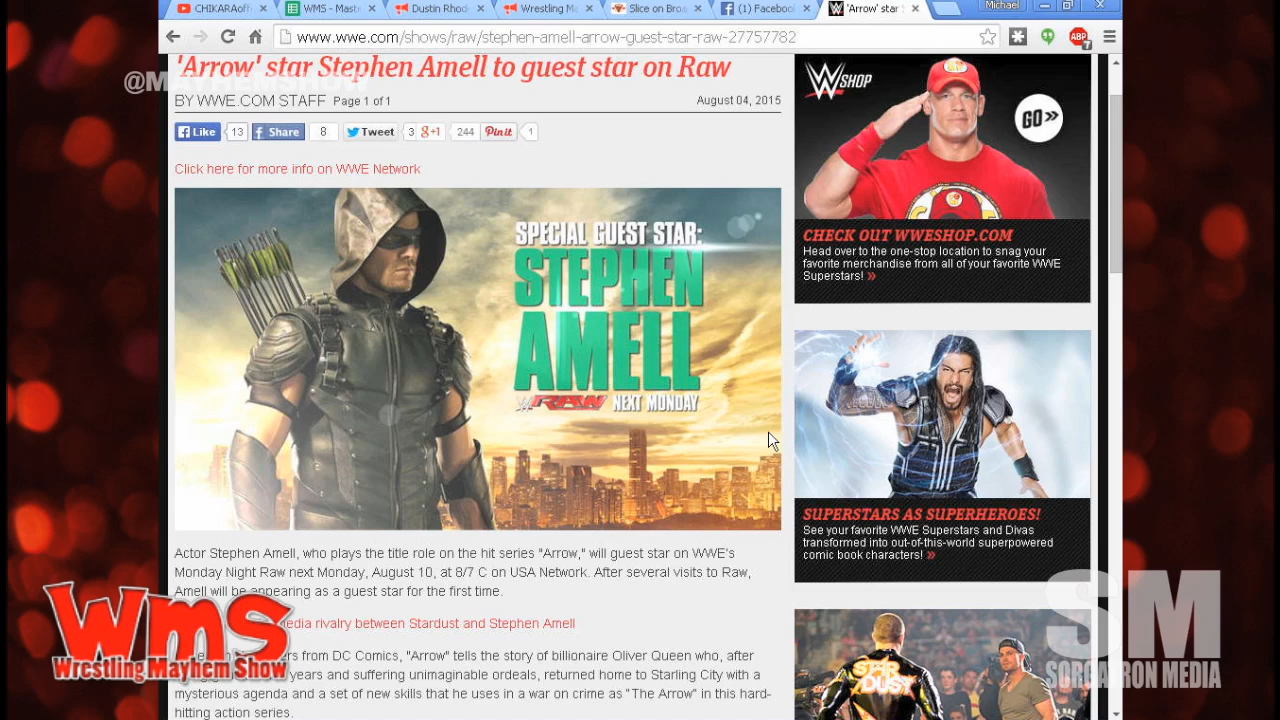 CHIKARAoff
WMS - Mast
Dustin Rhod
Wrestling M
Slice on Bro
(1) Facebook
'Arrow' star S
Michael
www.wwe.com/shows/raw/stephen-amell-arrow-guest-star-raw-27757782
ABP
7
'Arrow' star Stephen Amell to guest star on Raw
@MAYHEMSHOW
BY WWE.COM STAFF Page 1 of 1
August 04, 2015
Like 13 Share 8 Tweet 3 +1 244 Pin it 1
Click here for more info on WWE Network
SPECIAL GUEST STAR:
STEPHEN
AMELL
RAW NEXT MONDAY
Actor Stephen Amell, who plays the title role on the hit series "Arrow," will guest star on WWE's
Monday Night Raw next Monday, August 10, at 8/7 C on USA Network. After several visits to Raw,
Amell will be appearing as a guest star for the first time.
media rivalry between Stardust and Stephen Amell
from DC Comics, "Arrow" tells the story of billionaire Oliver Queen who, after
years and suffering unimaginable ordeals, returned home to Starling City with a
mysterious agenda and a set of new skills that he uses in a war on crime as "The Arrow" in this hard-
hitting action series.
W SHOP
GO»
CHECK OUT WWESHOP.COM
Head over to the one-stop location to snag your
favorite merchandise from all of your favorite WWE
Superstars! »
SUPERSTARS AS SUPERHEROES!
See your favorite WWE Superstars and Divas
transformed into out-of-this-world superpowered
comic book characters! »
STAR
DUST
WMS
Wrestling Mayhem Show
SM
SORGATRON MEDIA